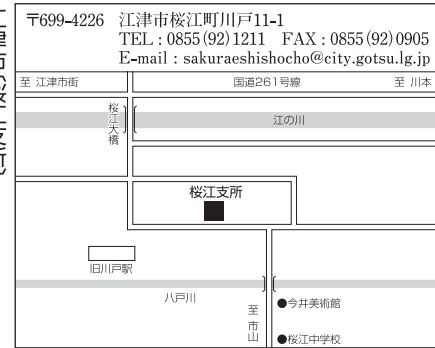 〒699-4226 江津市桜江町川戸11-1
TEL : 0855(92)1211 FAX : 0855(92)0905
E-mail : sakuraeshishocho@city.gotsu.lg.jp
至 江津市街
国道261号線
至 川本
桜江大橋
江の川
桜江支所
旧川戸駅
八戸川
至 市山
●今井美術館
●桜江中学校